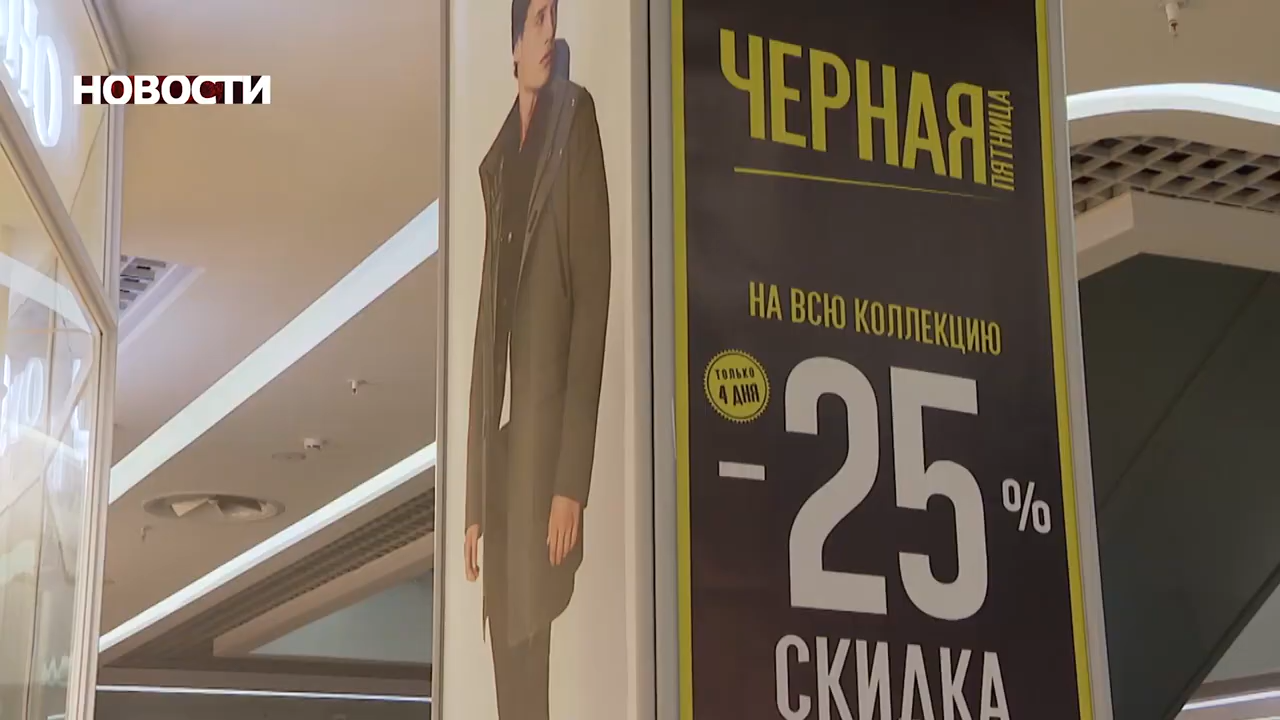 НОВОСТИ
ЧЕРНАЯ
ПЯТНИЦА
НА ВСЮ КОЛЛЕКЦИЮ
ТОЛЬКО
4 ДНЯ
-25%
СКИДКА